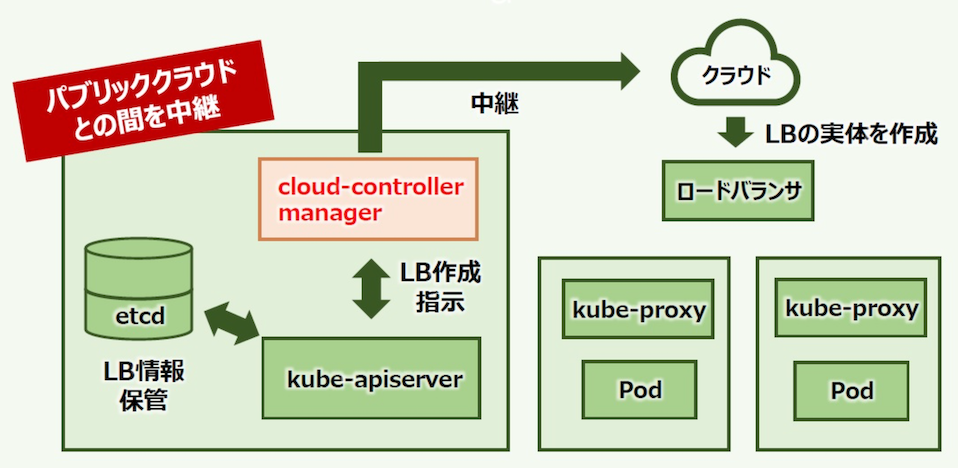 パブリッククラウド
との間を中継
中継
クラウド
LBの実体を作成
ロードバランサ
cloud-controller
manager
LB作成
指示
etcd
LB情報
保管
kube-apiserver
kube-proxy
Pod
kube-proxy
Pod